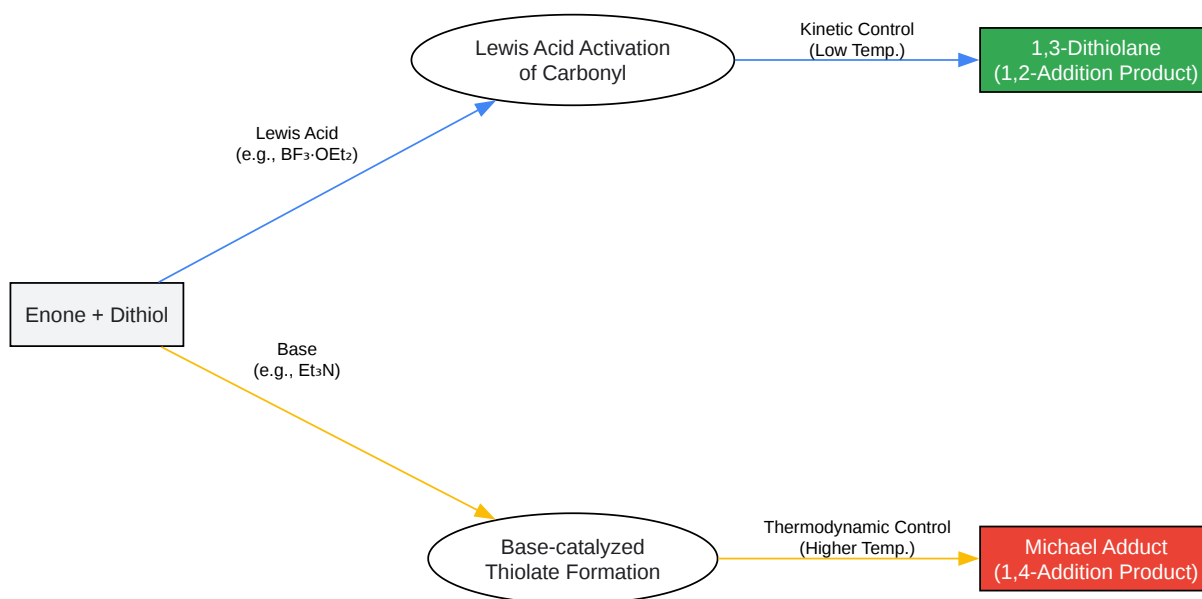 Lewis Acid Activation
of Carbonyl
Kinetic Control
(Low Temp.)
1,3-Dithiolane
(1,2-Addition Product)
Lewis Acid
(e.g., BF₃·OEt₂)
Enone + Dithiol
Base
(e.g., Et₃N)
Base-catalyzed
Thiolate Formation
Thermodynamic Control
(Higher Temp.)
Michael Adduct
(1,4-Addition Product)